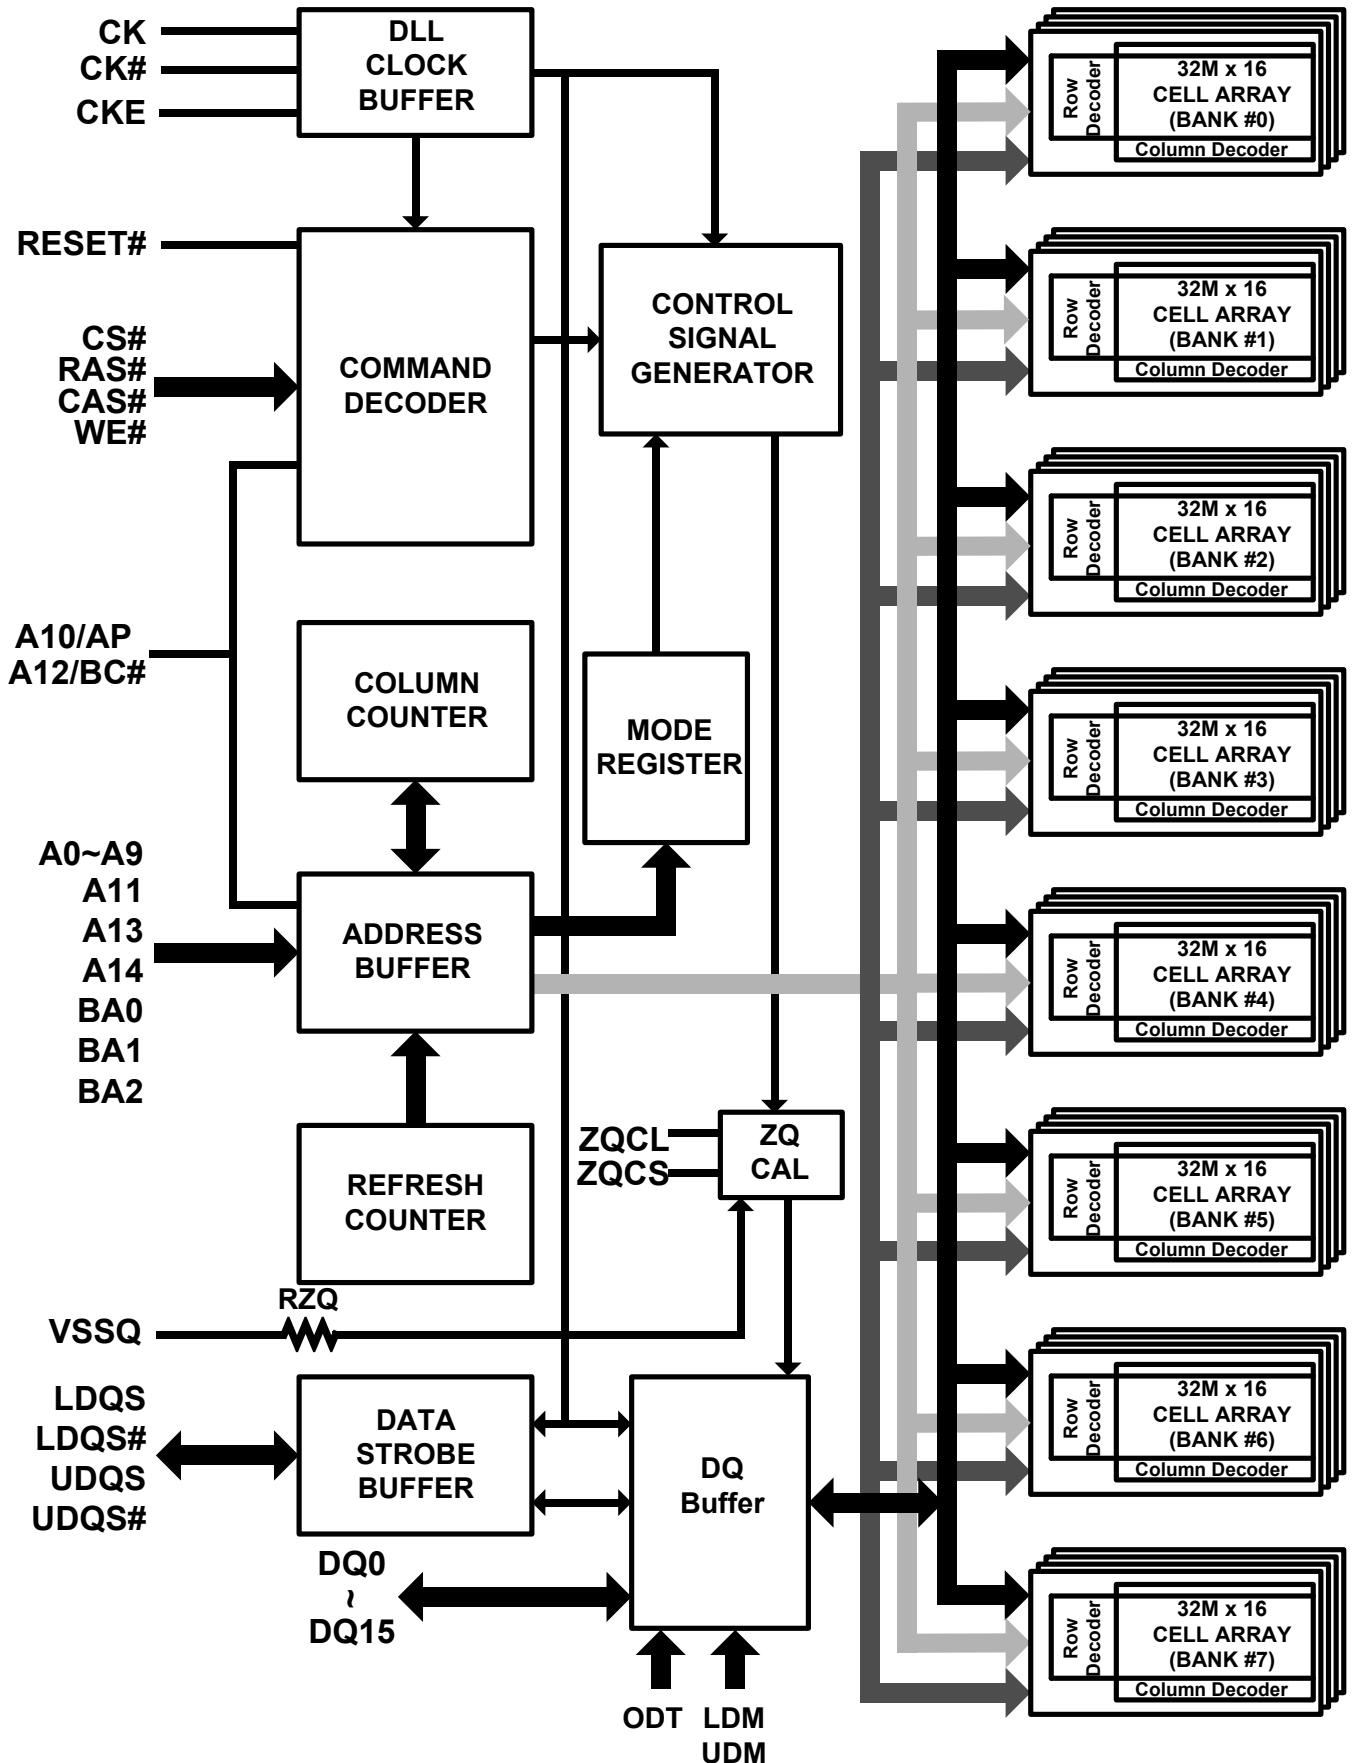 CK
CK#
CKE
DLL
CLOCK
BUFFER
RESET#
CS#
RAS#
CAS#
WE#
COMMAND
DECODER
CONTROL
SIGNAL
GENERATOR
A10/AP
A12/BC#
COLUMN
COUNTER
MODE
REGISTER
A0~A9
A11
A13
A14
BA0
BA1
BA2
ADDRESS
BUFFER
REFRESH
COUNTER
ZQCL
ZQCS
ZQ
CAL
RZQ
VSSQ
LDQS
LDQS#
UDQS
UDQS#
DATA
STROBE
BUFFER
DQ
Buffer
DQ0
~
DQ15
ODT
LDM
UDM
Row
Decoder
32M x 16
CELL ARRAY
(BANK #0)
Column Decoder
Row
Decoder
32M x 16
CELL ARRAY
(BANK #1)
Column Decoder
Row
Decoder
32M x 16
CELL ARRAY
(BANK #2)
Column Decoder
Row
Decoder
32M x 16
CELL ARRAY
(BANK #3)
Column Decoder
Row
Decoder
32M x 16
CELL ARRAY
(BANK #4)
Column Decoder
Row
Decoder
32M x 16
CELL ARRAY
(BANK #5)
Column Decoder
Row
Decoder
32M x 16
CELL ARRAY
(BANK #6)
Column Decoder
Row
Decoder
32M x 16
CELL ARRAY
(BANK #7)
Column Decoder